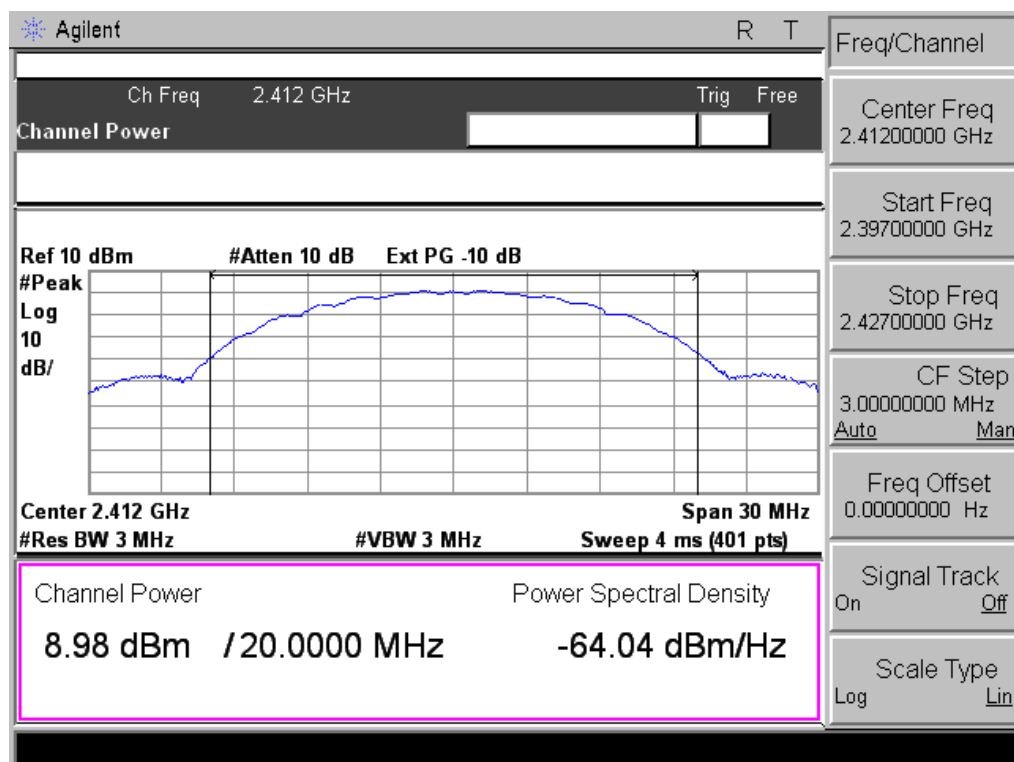 Agilent R T
Freq/Channel
Ch Freq 2.412 GHz Trig Free
Channel Power
Center Freq
2.41200000 GHz
Start Freq
2.39700000 GHz
Stop Freq
2.42700000 GHz
CF Step
3.00000000 MHz
Auto Man
Freq Offset
0.00000000 Hz
Signal Track
On Off
Scale Type
Log Lin
Ref 10 dBm #Atten 10 dB Ext PG -10 dB
#Peak
Log
10
dB/
Center 2.412 GHz Span 30 MHz
#Res BW 3 MHz #VBW 3 MHz Sweep 4 ms (401 pts)
Channel Power Power Spectral Density
8.98 dBm /20.0000 MHz -64.04 dBm/Hz